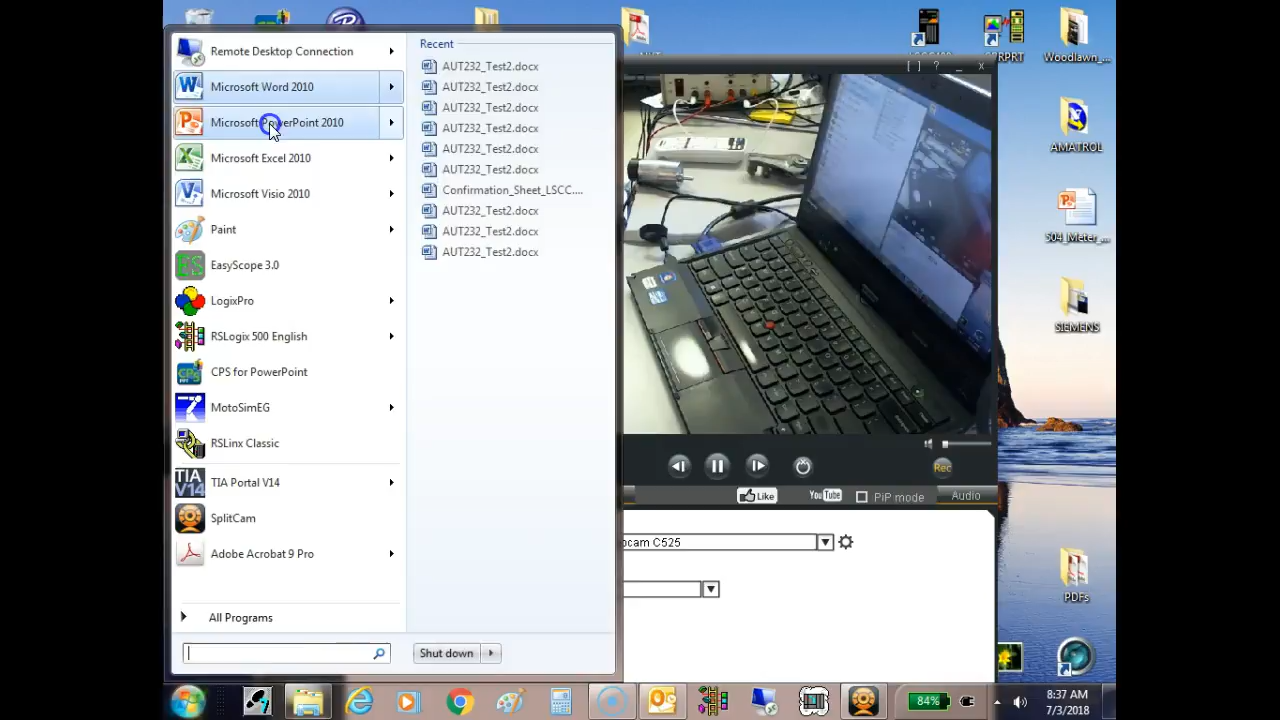 Remote Desktop Connection
Microsoft Word 2010
Microsoft PowerPoint 2010
Microsoft Excel 2010
Microsoft Visio 2010
Paint
EasyScope 3.0
LogixPro
RSLogix 500 English
CPS for PowerPoint
MotoSimEG
RSLinx Classic
TIA Portal V14
SplitCam
Adobe Acrobat 9 Pro
All Programs
Recent
AUT232_Test2.docx
AUT232_Test2.docx
AUT232_Test2.docx
AUT232_Test2.docx
AUT232_Test2.docx
AUT232_Test2.docx
Confirmation_Sheet_LSCC....
AUT232_Test2.docx
AUT232_Test2.docx
AUT232_Test2.docx
Shut down
[ ] ? _ x
Rec
Like
You Tube
PiP mode
Audio
C525
Woodlawn_...
AMATROL
504_Meter_...
SIEMENS
PDFs
84%
8:37 AM
7/3/2018